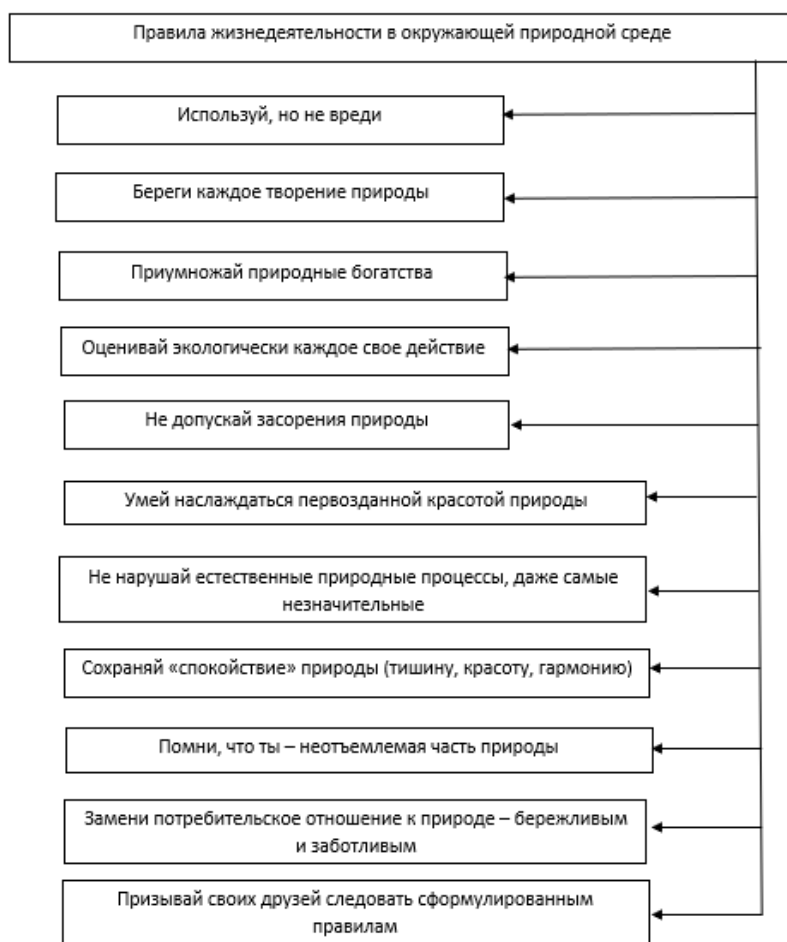 Правила жизнедеятельности в окружающей природной среде
Используй, но не вреди
Береги каждое творение природы
Приумножай природные богатства
Оценивай экологически каждое свое действие
Не допускай засорения природы
Умей наслаждаться первозданной красотой природы
Не нарушай естественные природные процессы, даже самые
незначительные
Сохраняй «спокойствие» природы (тишину, красоту, гармонию)
Помни, что ты – неотъемлемая часть природы
Замени потребительское отношение к природе – бережливым
и заботливым
Призывай своих друзей следовать сформулированным
правилам